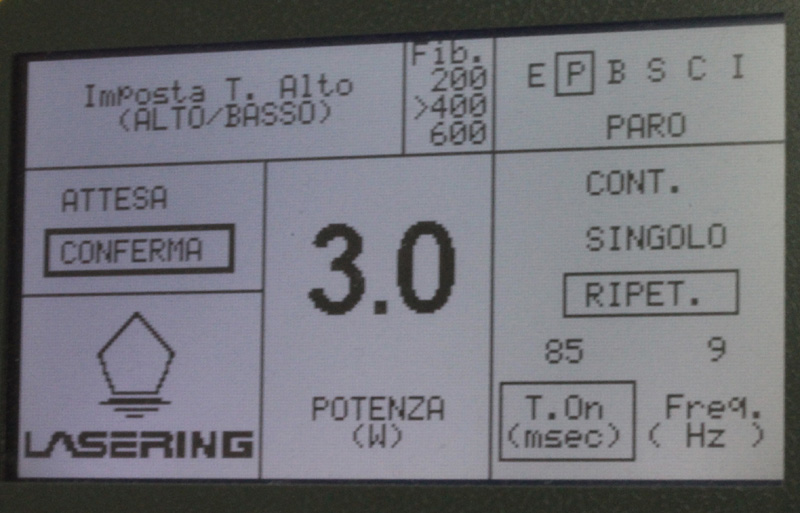 Imposta T. Alto
(ALTO/BASSO)
Fib.
200
>400
600
E P B S C I
PARO
ATTESA
CONFERMA
LASERING
3.0
POTENZA
(W)
CONT.
SINGOLO
RIPET.
85 9
T.On Freq.
(msec) ( Hz )